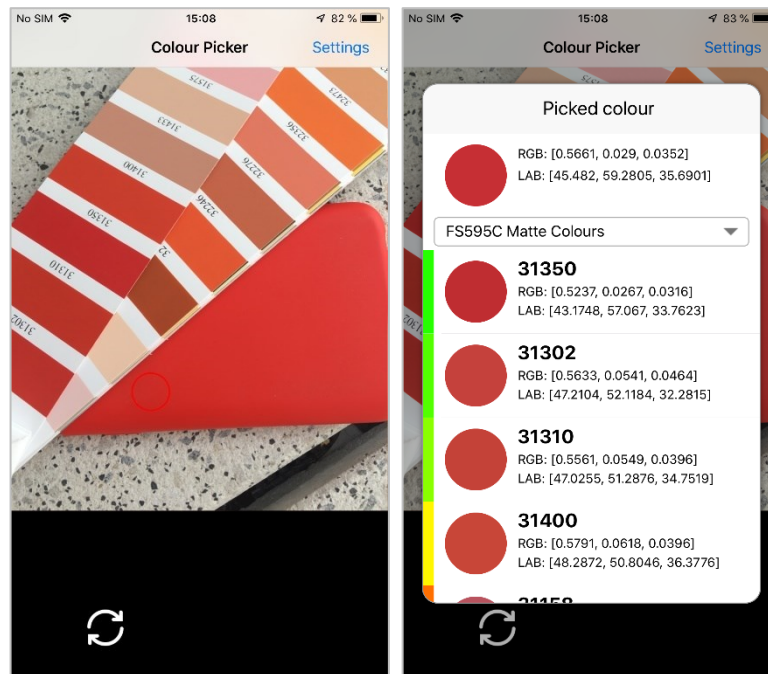 No SIM 15:08 82 %
Colour Picker Settings
31575
32473
31433
32356
31400
32276
31350
32246
31310
32
31302
No SIM 15:08 83 %
Colour Picker Settings
Picked colour
RGB: [0.5661, 0.029, 0.0352]
LAB: [45.482, 59.2805, 35.6901]
FS595C Matte Colours
31350
RGB: [0.5237, 0.0267, 0.0316]
LAB: [43.1748, 57.067, 33.7623]
31302
RGB: [0.5633, 0.0541, 0.0464]
LAB: [47.2104, 52.1184, 32.2815]
31310
RGB: [0.5561, 0.0549, 0.0396]
LAB: [47.0255, 51.2876, 34.7519]
31400
RGB: [0.5791, 0.0618, 0.0396]
LAB: [48.2872, 50.8046, 36.3776]
31158